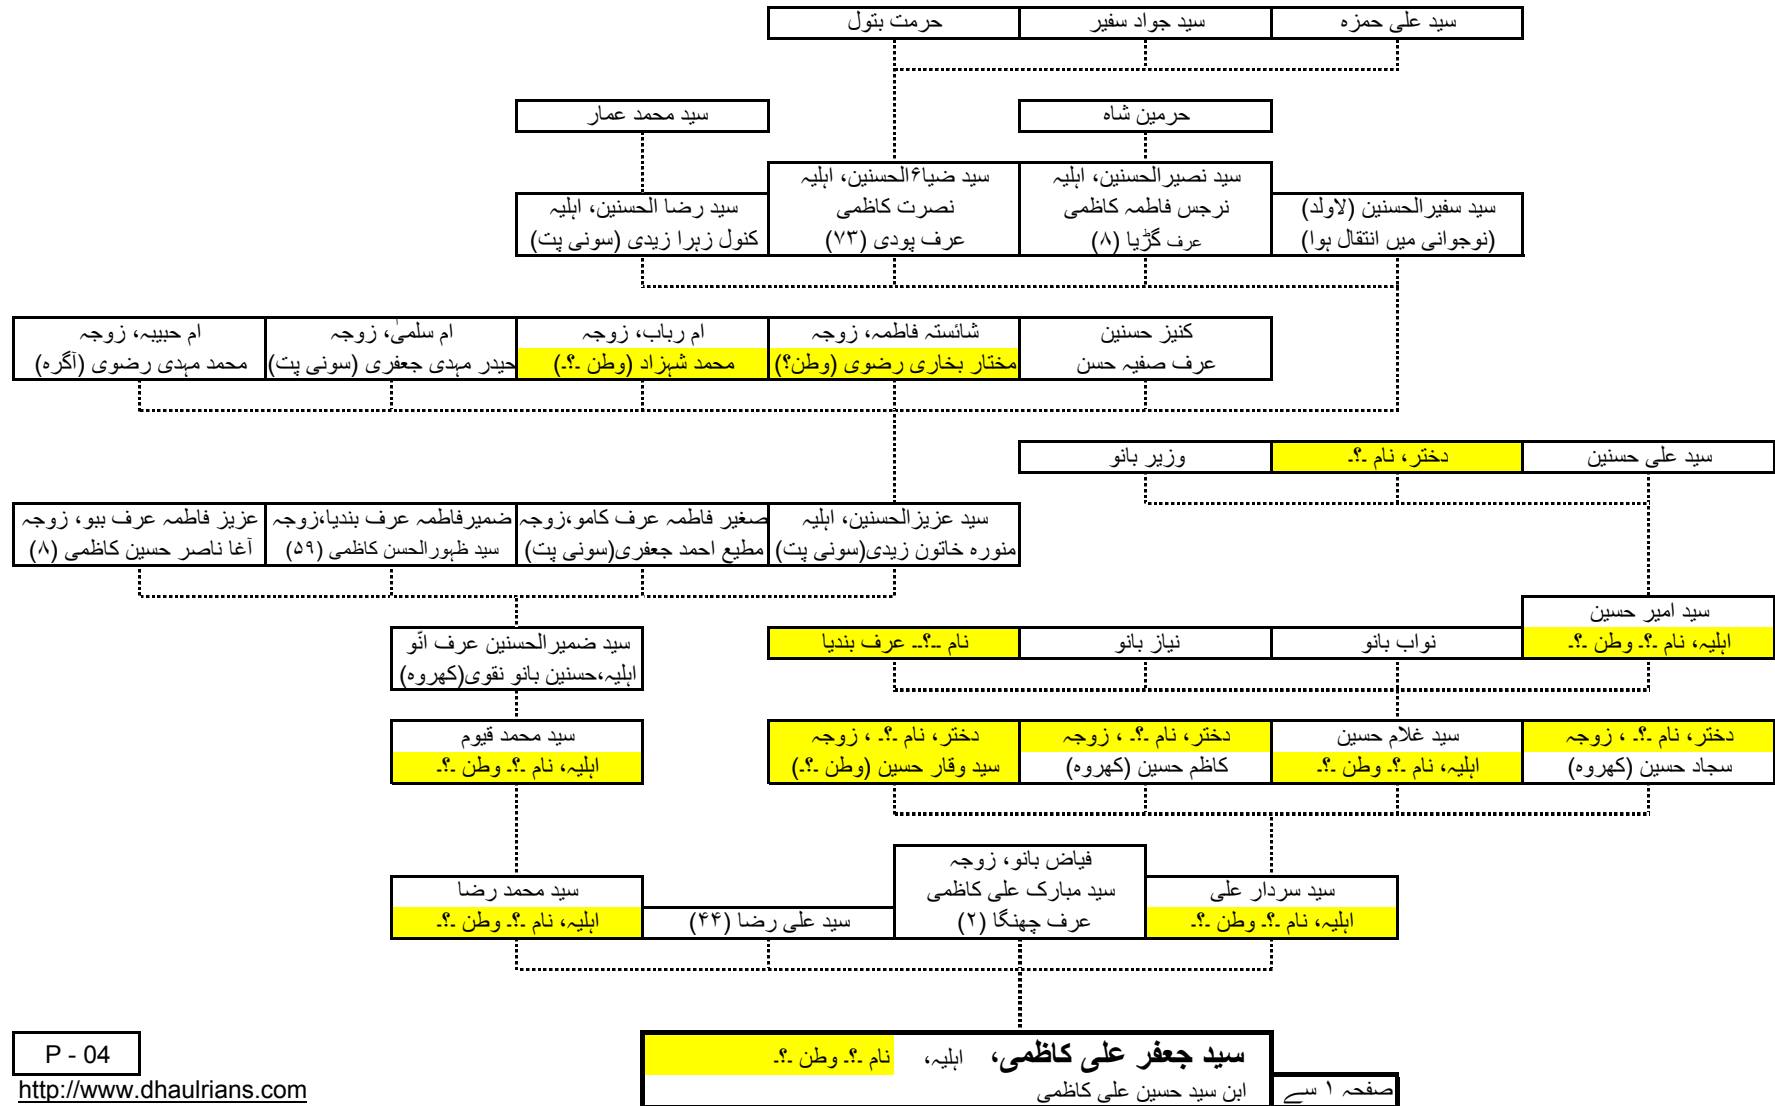 سید علی حمزہ
سید جواد سفیر
حرمت بتول
حرمین شاہ
سید محمد عمار
سید سفیرالحسنین (لاولد)
(نوجوانی میں انتقال ہوا)
سید نصیرالحسنین، اہلیہ
نرجس فاطمہ کاظمی
عرف گڑیا (۸)
سید ضیا۶الحسنین، اہلیہ
نصرت کاظمی
عرف پودی (۷۳)
سید رضا الحسنین، اہلیہ
کنول زہرا زیدی (سونی پت)
کنیز حسنین
عرف صفیہ حسن
شائستہ فاطمہ، زوجہ
مختار بخاری رضوی (وطن؟)
ام رباب، زوجہ
محمد شہزاد (وطن ۔؟۔)
ام سلمیٰ، زوجہ
حیدر مہدی جعفری (سونی پت)
ام حبیبہ، زوجہ
محمد مہدی رضوی (آگرہ)
سید علی حسنین
دختر، نام ۔؟۔
وزیر بانو
سید عزیزالحسنین، اہلیہ
منورہ خاتون زیدی(سونی پت)
صغیر فاطمہ عرف کامو،زوجہ
مطیع احمد جعفری(سونی پت)
ضمیرفاطمہ عرف بندیا،زوجہ
سید ظہورالحسن کاظمی (۵۹)
عزیز فاطمہ عرف ببو، زوجہ
آغا ناصر حسین کاظمی (۸)
سید امیر حسین
اہلیہ، نام ۔؟۔ وطن ۔؟۔
نواب بانو
نیاز بانو
نام ۔۔؟۔۔ عرف بندیا
سید ضمیرالحسنین عرف انّو
اہلیہ،حسنین بانو نقوی(کھروہ)
دختر، نام ۔؟۔ ، زوجہ
سجاد حسین (کھروہ)
سید غلام حسین
اہلیہ، نام ۔؟۔ وطن ۔؟۔
دختر، نام ۔؟۔ ، زوجہ
کاظم حسین (کھروہ)
دختر، نام ۔؟۔ ، زوجہ
سید وقار حسین (وطن ۔؟۔)
سید محمد قیوم
اہلیہ، نام ۔؟۔ وطن ۔؟۔
سید سردار علی
اہلیہ، نام ۔؟۔ وطن ۔؟۔
فیاض بانو، زوجہ
سید مبارک علی کاظمی
عرف چھنگا (۲)
سید علی رضا (۴۴)
سید محمد رضا
اہلیہ، نام ۔؟۔ وطن ۔؟۔
سید جعفر علی کاظمی، اہلیہ، نام ۔؟۔ وطن ۔؟۔
ابن سید حسین علی کاظمی
صفحہ ۱ سے
P - 04
http://www.dhaulrians.com